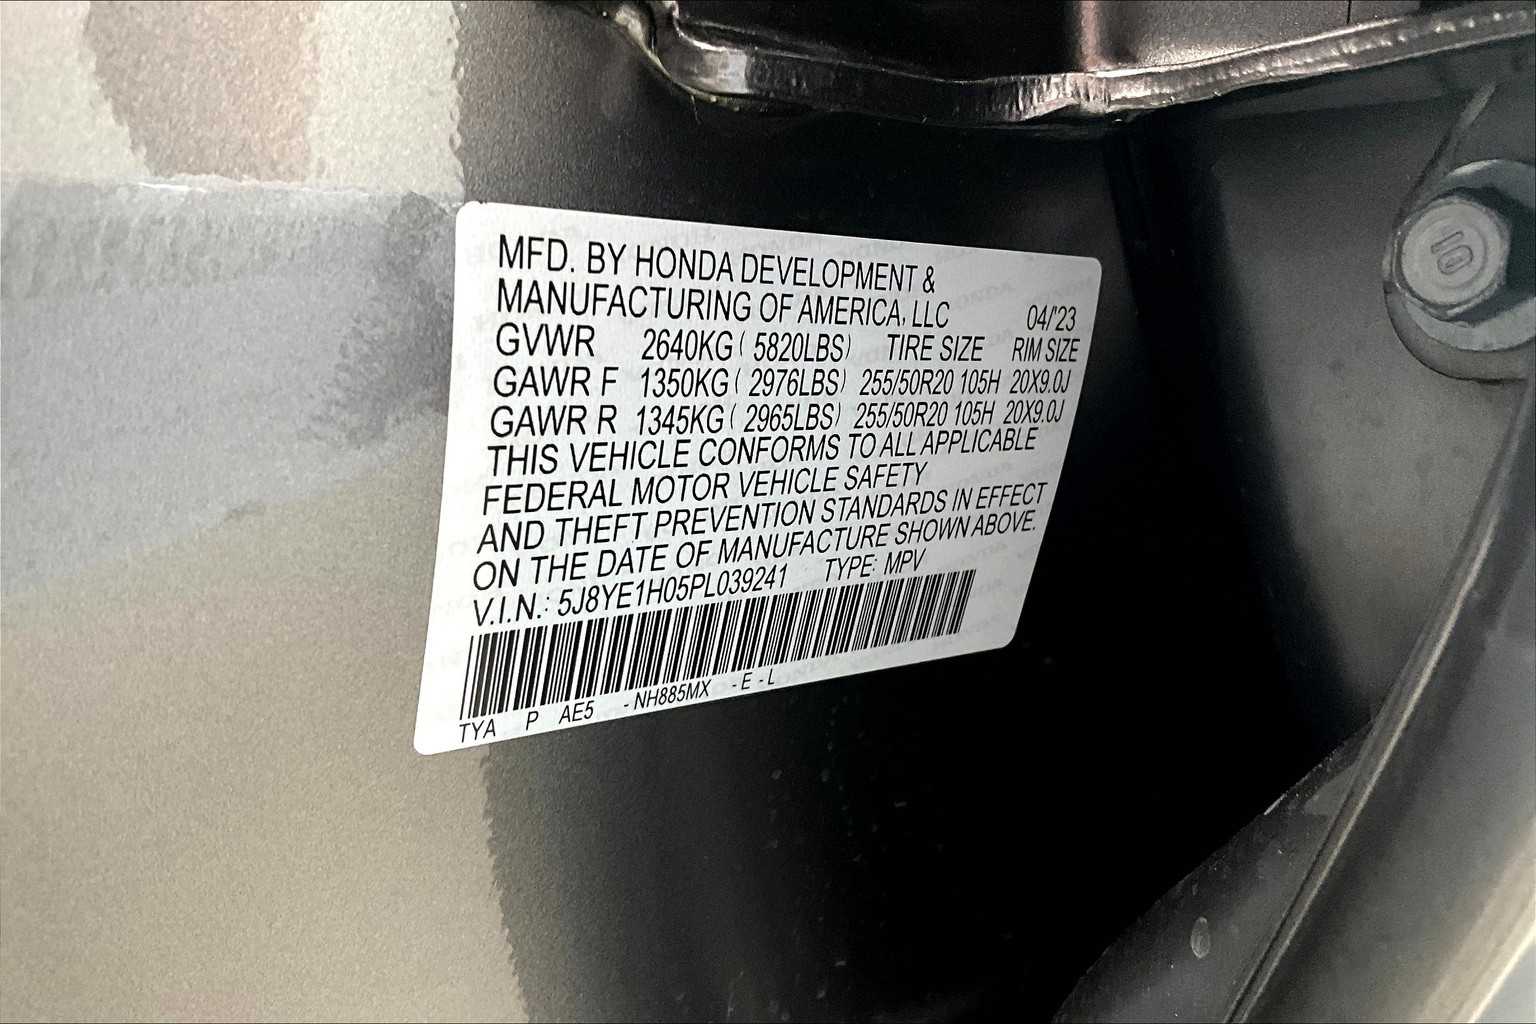 MFD. BY HONDA DEVELOPMENT &
MANUFACTURING OF AMERICA, LLC 04/'23
GVWR 2640KG ( 5820LBS) TIRE SIZE RIM SIZE
GAWR F 1350KG ( 2976LBS) 255/50R20 105H 20X9.0J
GAWR R 1345KG ( 2965LBS) 255/50R20 105H 20X9.0J
THIS VEHICLE CONFORMS TO ALL APPLICABLE
FEDERAL MOTOR VEHICLE SAFETY
AND THEFT PREVENTION STANDARDS IN EFFECT
ON THE DATE OF MANUFACTURE SHOWN ABOVE.
V.I.N.: 5J8YE1H05PL039241 TYPE: MPV
TYA P AE5 -NH885MX -E -L
10